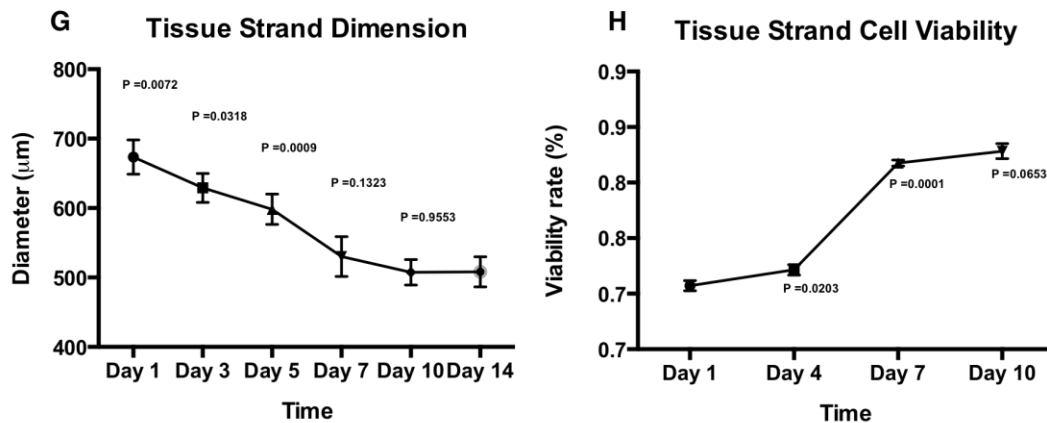 G
Tissue Strand Dimension
800
700
600
500
400
Diameter (μm)
P =0.0072
P =0.0318
P =0.0009
P =0.1323
P =0.9553
Day 1 Day 3 Day 5 Day 7 Day 10 Day 14
Time
H
Tissue Strand Cell Viability
0.9
0.9
0.8
0.8
0.7
0.7
Viability rate (%)
P =0.0203
P =0.0001
P =0.0653
Day 1 Day 4 Day 7 Day 10
Time